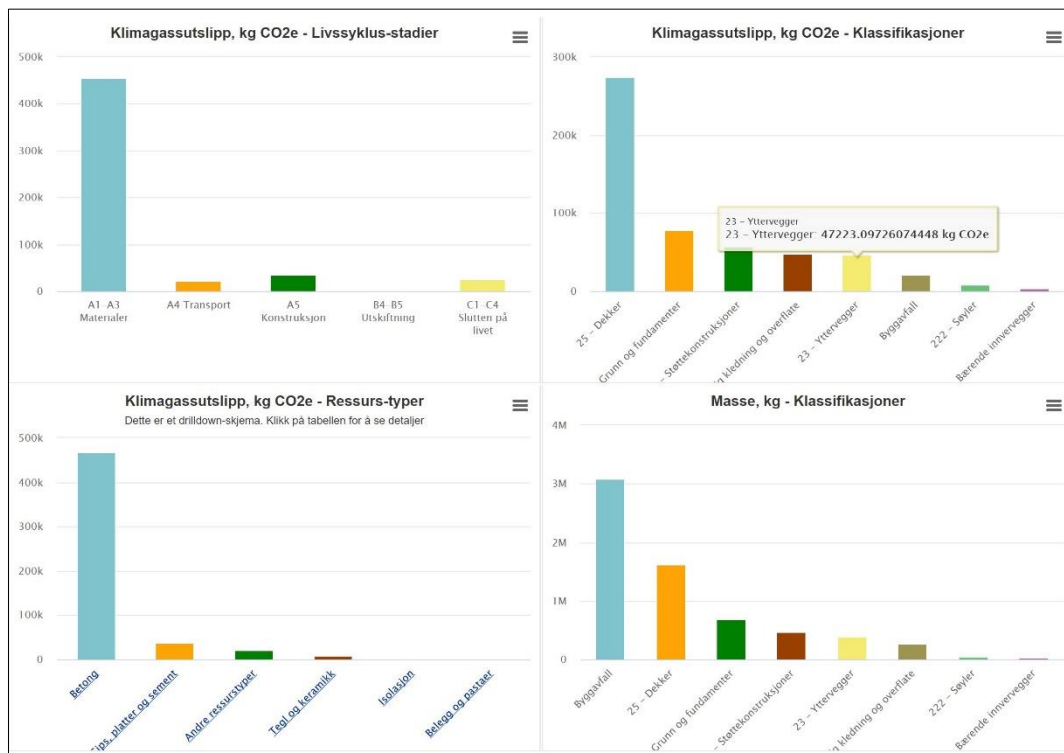 Klimagassutslipp, kg CO2e - Livssyklus-stadier
500k
400k
300k
200k
100k
0
A1-A3 Materialer
A4 Transport
A5 Konstruksjon
B4-B5 Utskiftning
C1-C4 Slutten på livet
Klimagassutslipp, kg CO2e - Klassifikasjoner
300k
200k
100k
0
23 - Yttervegger
23 - Yttervegger: 47223.09726074448 kg CO2e
25 - Dekker
Grunn og fundamenter
- Støttekonstruksjoner
g kledning og overflate
23 - Yttervegger
Byggavfall
222 - Søyler
Bærende innvervegger
Klimagassutslipp, kg CO2e - Ressurs-typer
Dette er et drilldown-skjema. Klikk på tabellen for å se detaljer
500k
400k
300k
200k
100k
0
Betong
Gips, platter og sement
Andre ressurstyper
Tegl og keramikk
Isolasjon
Belegg og pastaer
Masse, kg - Klassifikasjoner
4M
3M
2M
1M
0
Byggavfall
25 - Dekker
Grunn og fundamenter
- Støttekonstruksjoner
23 - Yttervegger
g kledning og overflate
222 - Søyler
Bærende innvervegger